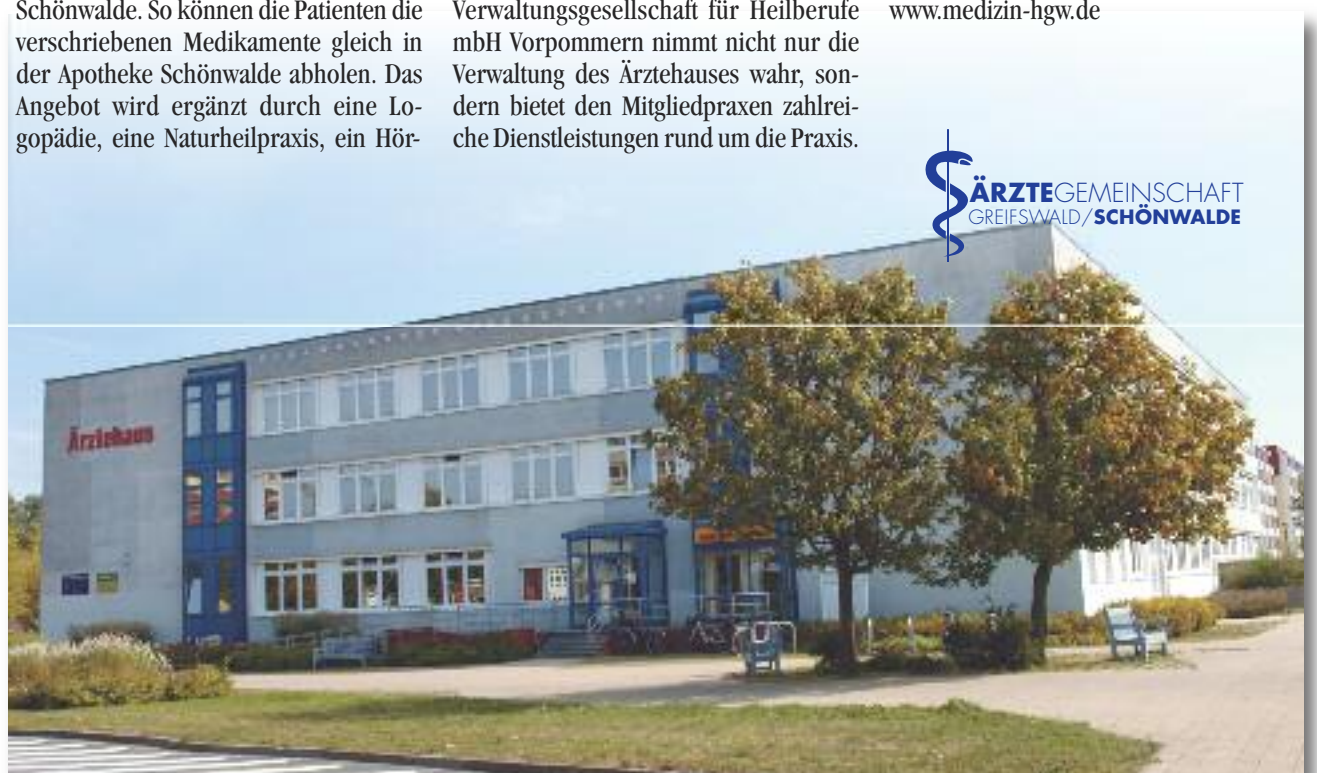 Schönwalde. So können die Patienten die
verschriebenen Medikamente gleich in
der Apotheke Schönwalde abholen. Das
Angebot wird ergänzt durch eine Lo-
gopädie, eine Naturheilpraxis, ein Hör-
Verwaltungsgesellschaft für Heilberufe
mbH Vorpommern nimmt nicht nur die
Verwaltung des Ärztehauses wahr, son-
dern bietet den Mitgliedpraxen zahlrei-
che Dienstleistungen rund um die Praxis.
www.medizin-hgw.de
ÄRZTEGEMEINSCHAFT
GREIFSWALD/SCHÖNWALDE
Ärztehaus